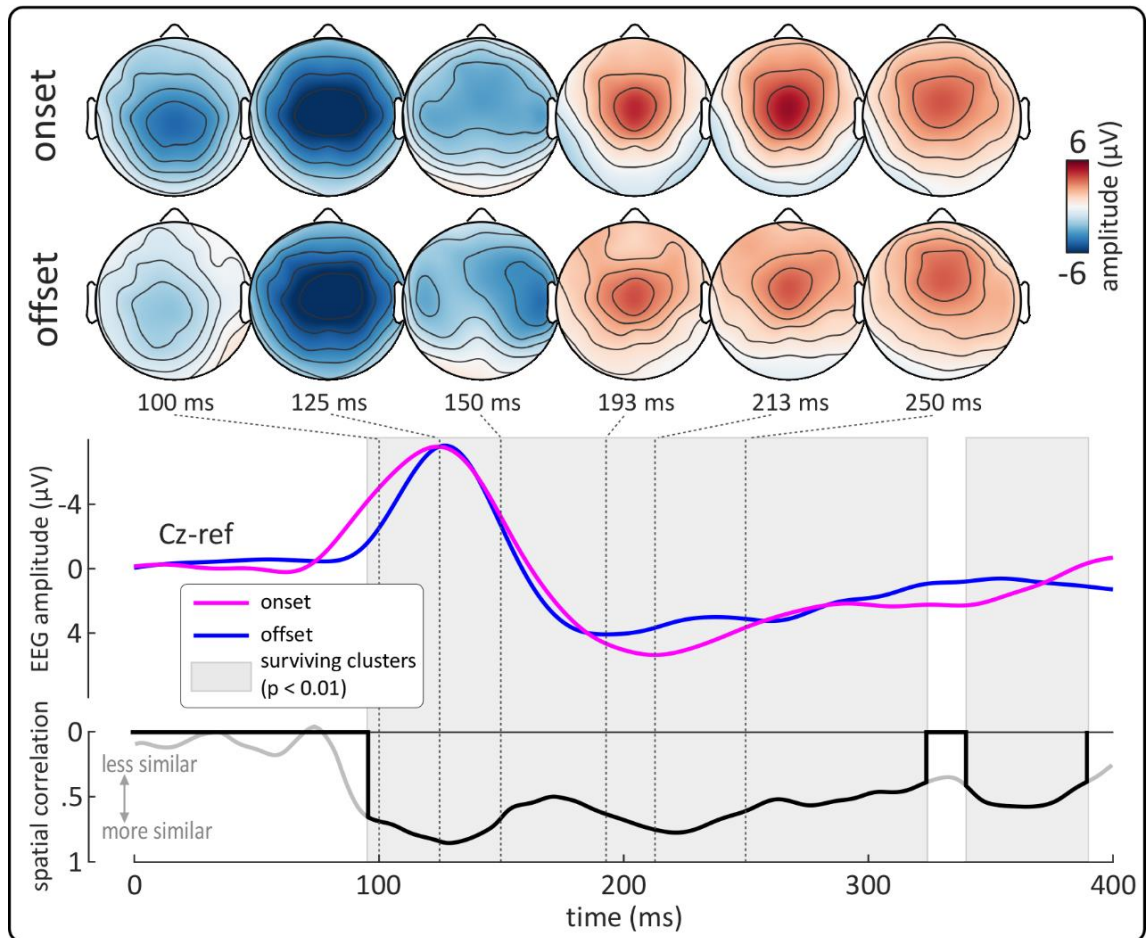 onset
6
-6
amplitude (μV)
offset
100 ms
125 ms
150 ms
193 ms
213 ms
250 ms
EEG amplitude (μV)
-4
0
4
Cz-ref
onset
offset
surviving clusters
(p < 0.01)
spatial correlation
0
.5
1
less similar
more similar
0
100
200
300
400
time (ms)